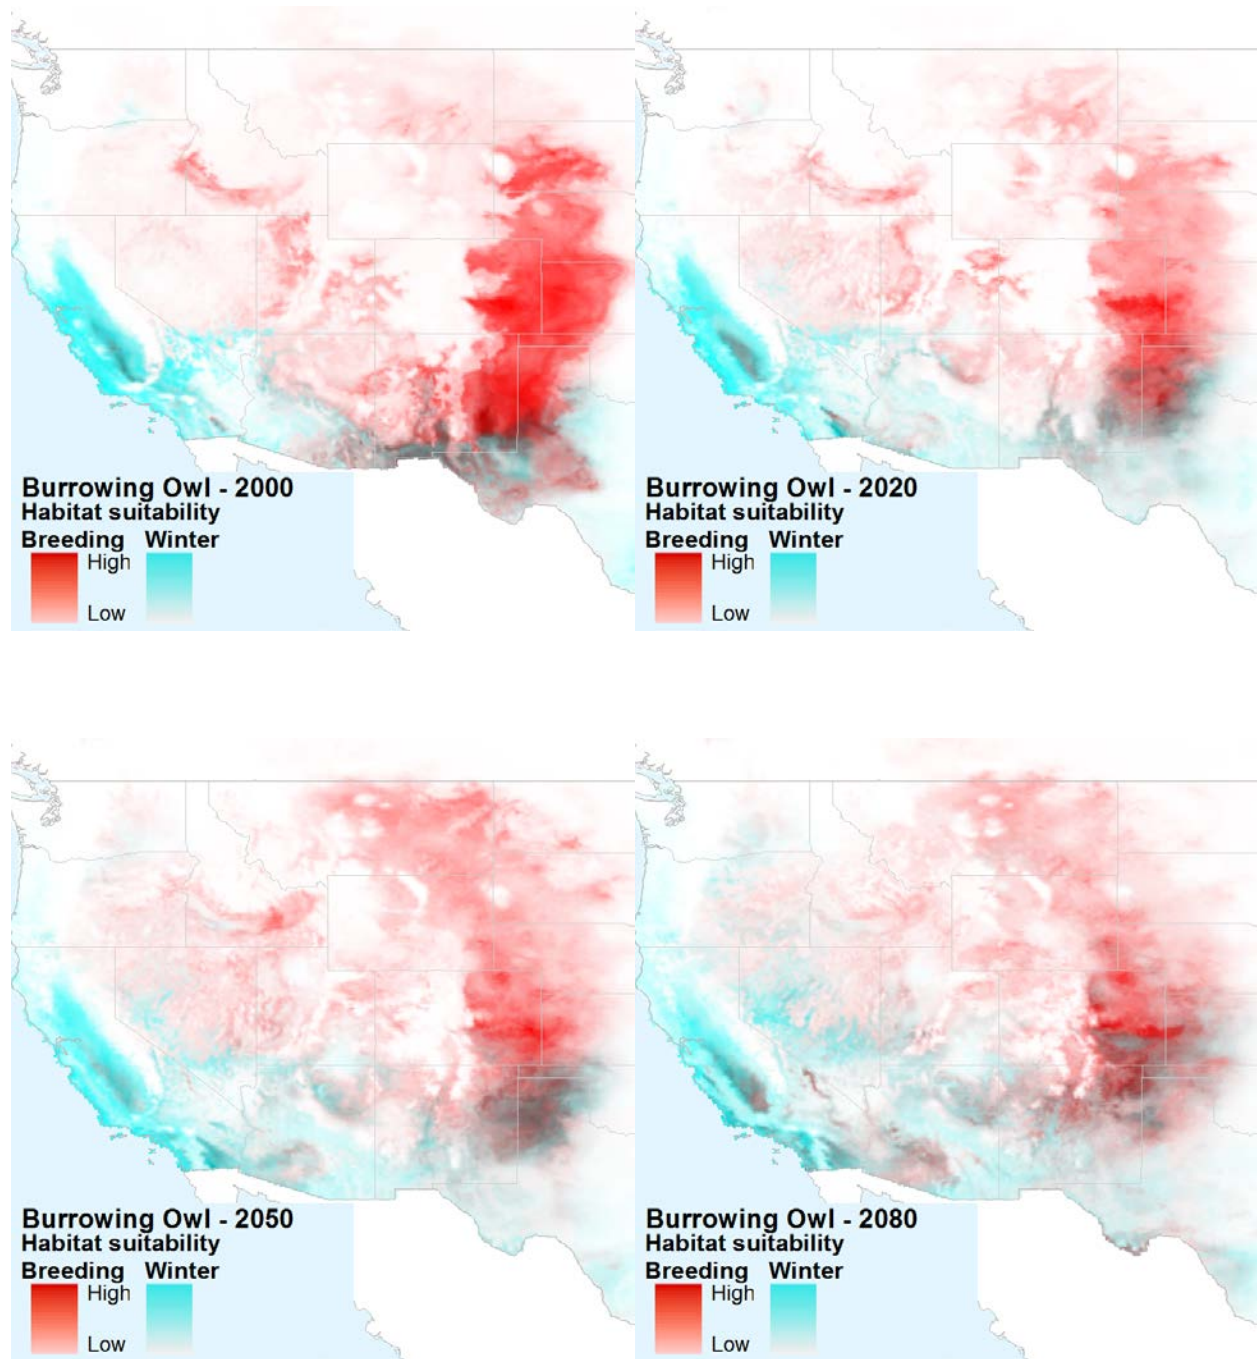 Burrowing Owl - 2000
Habitat suitability
Breeding Winter
High
Low
Burrowing Owl - 2020
Habitat suitability
Breeding Winter
High
Low
Burrowing Owl - 2050
Habitat suitability
Breeding Winter
High
Low
Burrowing Owl - 2080
Habitat suitability
Breeding Winter
High
Low